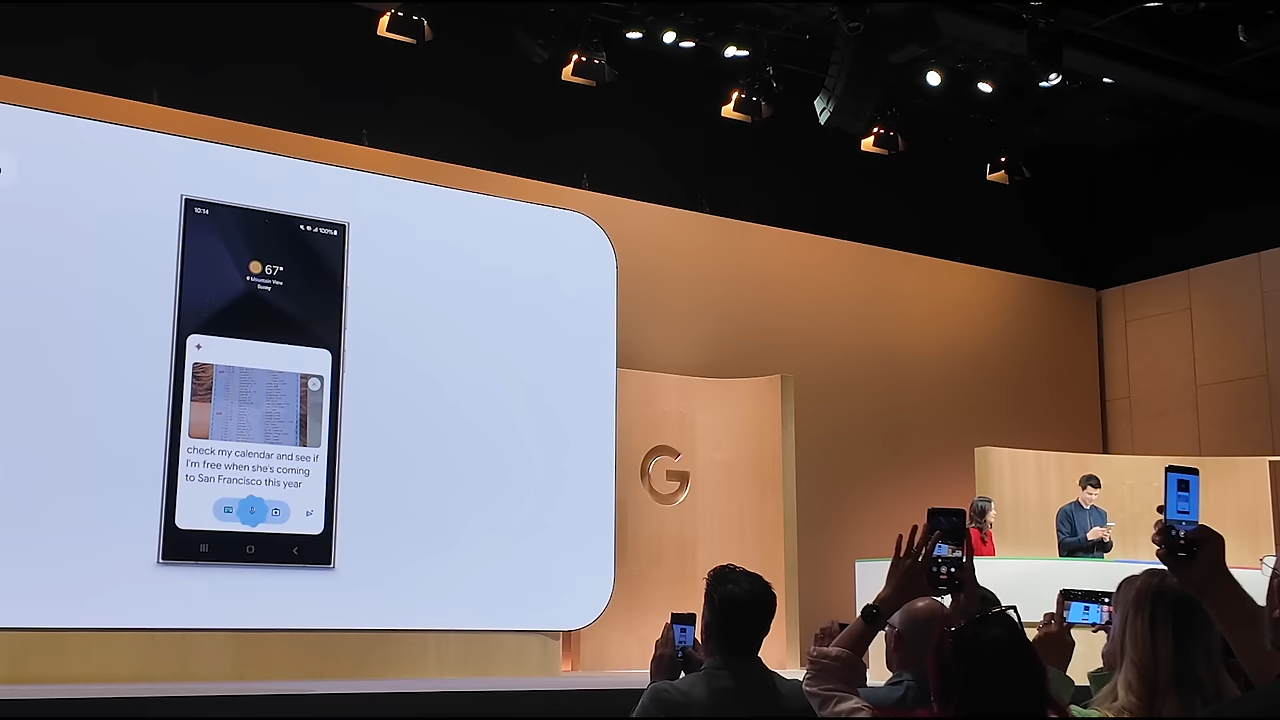 10:14
100%
67°
Mountain View
Sunny
check my calendar and see if
I'm free when she's coming
to San Francisco this year
G